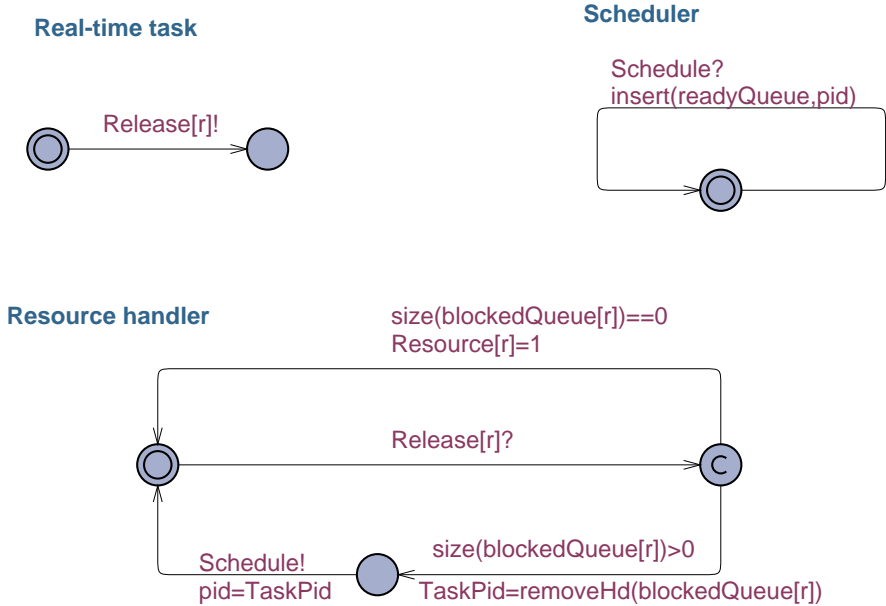 Real-time task
Scheduler
Schedule?
insert(readyQueue,pid)
Release[r]!
Resource handler
size(blockedQueue[r])==0
Resource[r]=1
Release[r]?
C
size(blockedQueue[r])>0
TaskPid=removeHd(blockedQueue[r])
Schedule!
pid=TaskPid